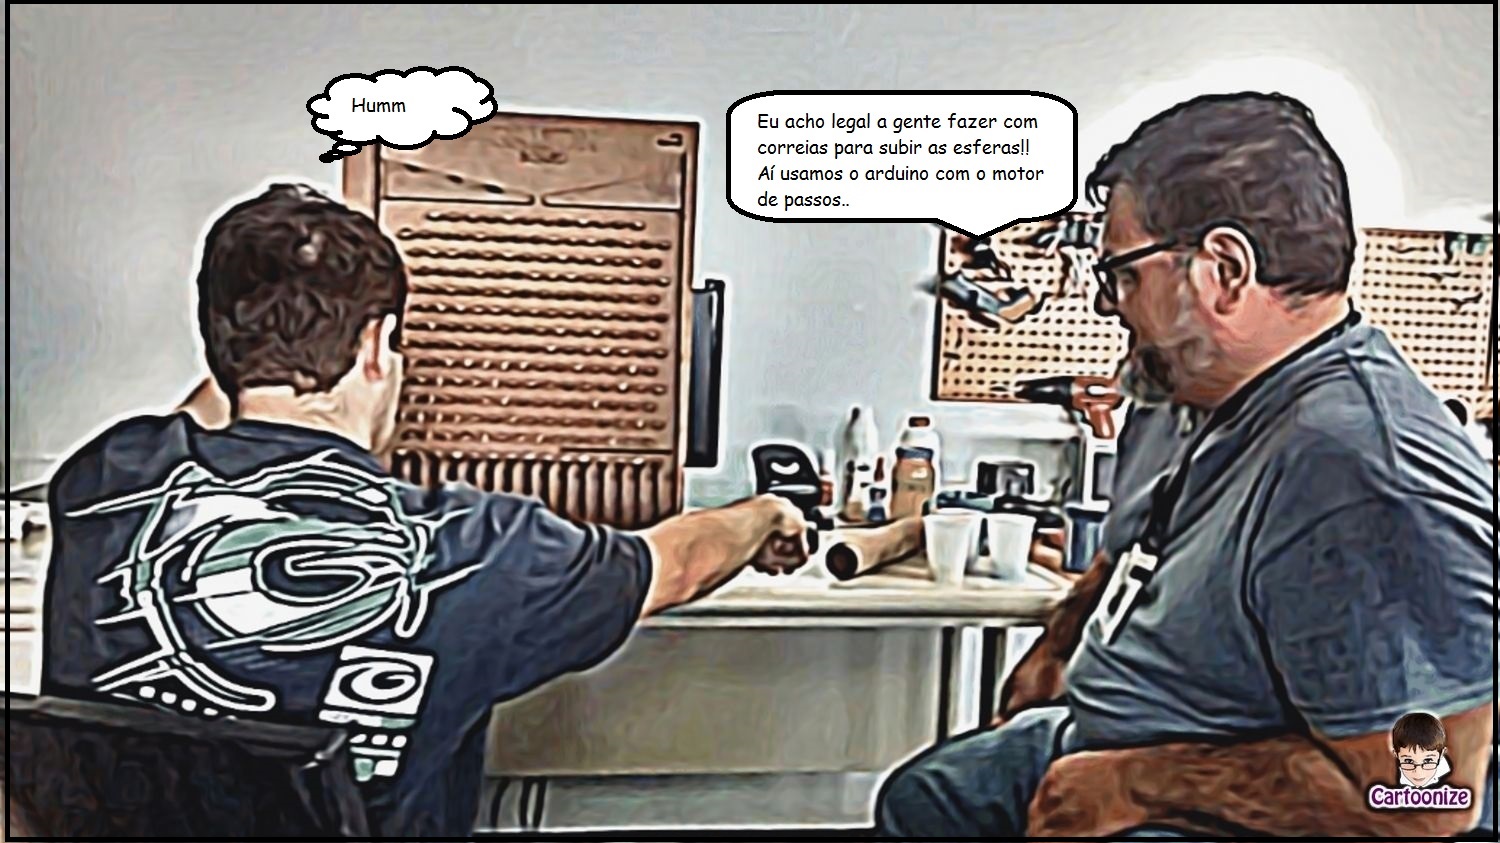 Humm
Eu acho legal a gente fazer com
correias para subir as esferas!!
Aí usamos o arduino com o motor
de passos..
Cartoonize